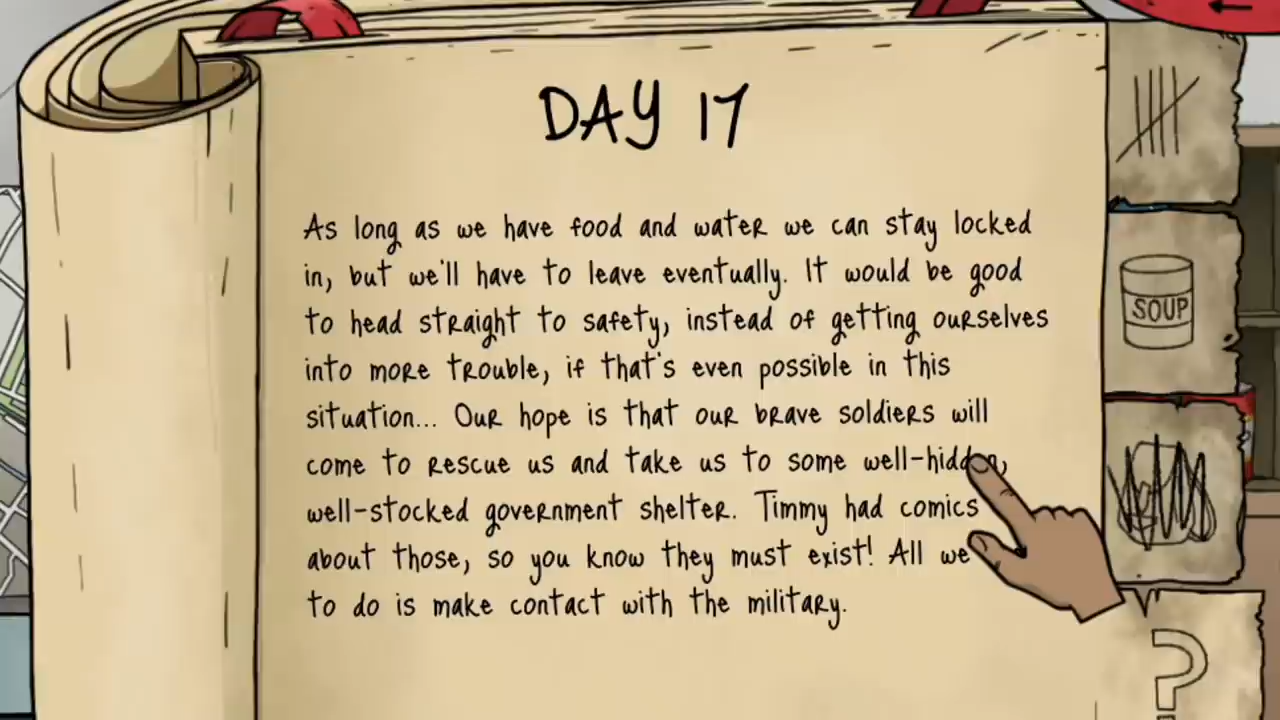 DAY 17
As long as we have food and water we can stay locked
in, but we'll have to leave eventually. It would be good
to head straight to safety, instead of getting ourselves
into more trouble, if that's even possible in this
situation... Our hope is that our brave soldiers will
come to rescue us and take us to some well-hidden,
well-stocked government shelter. Timmy had comics
about those, so you know they must exist! All we
to do is make contact with the military.
SOUP
?